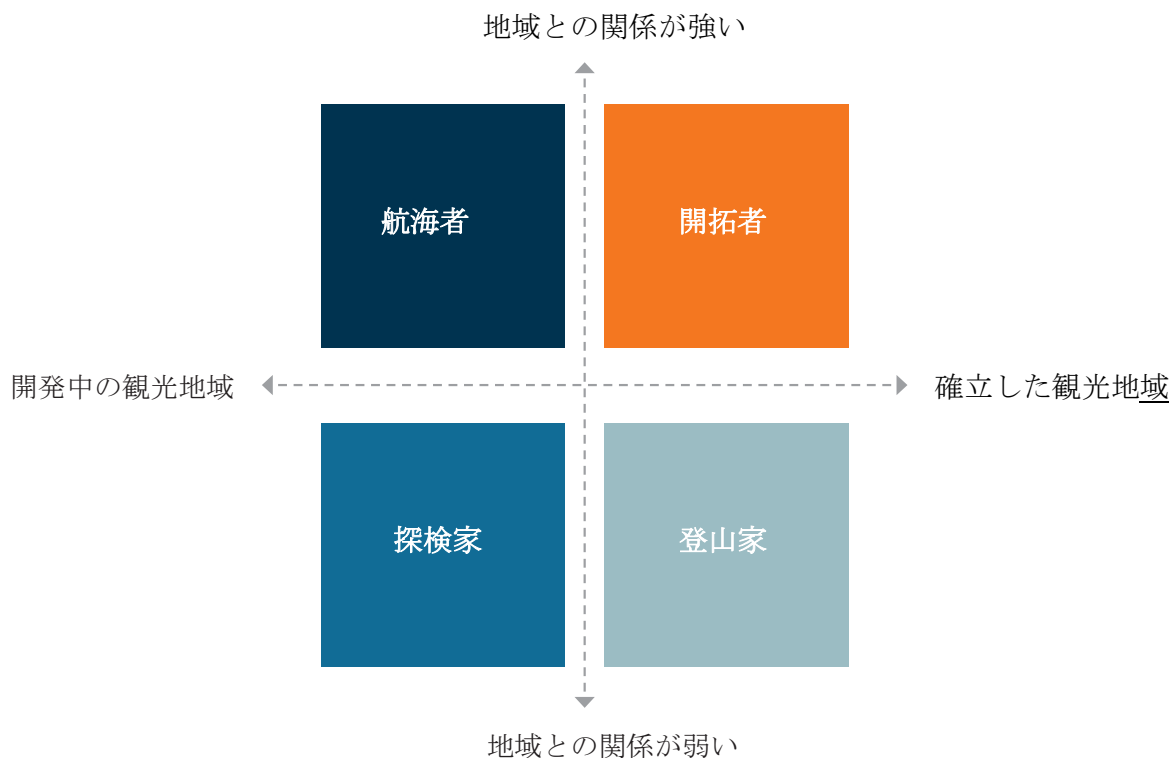 地域との関係が強い
航海者
開拓者
開発中の観光地域
確立した観光地域
探検家
登山家
地域との関係が弱い